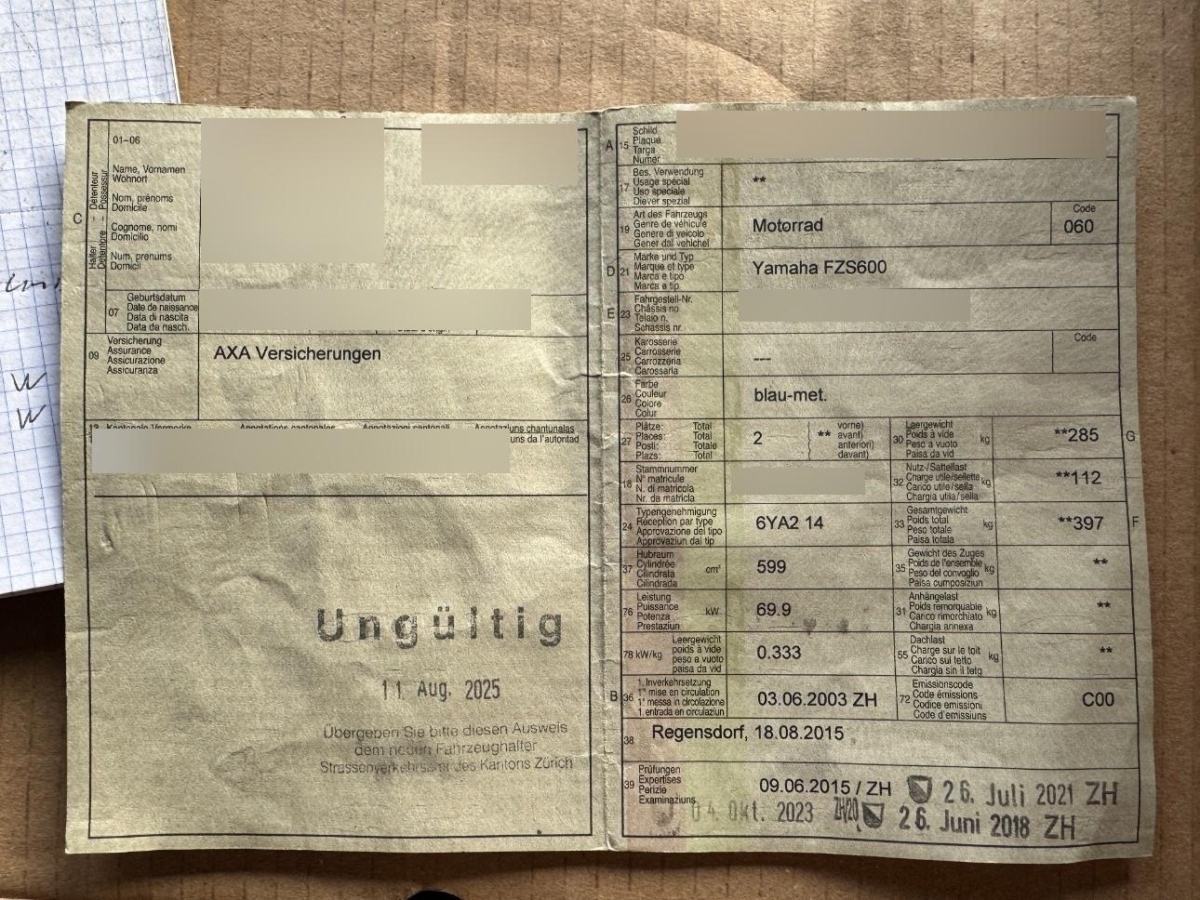 C
Halter – Détenteur
Detentore – Possessur
01–06
Name, Vornamen
Wohnort
Nom, prénoms
Domicile
Cognome, nomi
Domicilio
Num, prenums
Domicil
07
Geburtsdatum
Date de naissance
Data di nascita
Data da nasch.
09
Versicherung
Assurance
Assicurazione
Assicuranza
AXA Versicherungen
Kantonale Vermerke
Annotations cantonales
Annotazioni cantonali
Annotaziuns chantunalas
uns da l'autoritad
Ungültig
11. Aug. 2025
Übergeben Sie bitte diesen Ausweis
dem neuen Fahrzeughalter
Strassenverkehrsamt des Kantons Zürich
A
15
Schild
Plaque
Targa
Numer
17
Bes. Verwendung
Usage spécial
Uso speciale
Diever spezial
**
19
Art des Fahrzeugs
Genre de véhicule
Genere di veicolo
Gener dal vehichel
Motorrad
Code
060
D
21
Marke und Typ
Marque et type
Marca e tipo
Marca e tip
Yamaha FZS600
E
23
Fahrgestell-Nr.
Châssis no
Telaio n.
Schassis nr.
25
Karosserie
Carrosserie
Carrozzeria
Carossaria
---
Code
26
Farbe
Couleur
Colore
Colur
blau-met.
27
Plätze: Total
Places: Total
Posti: Totale
Plazs: Total
2
**
vorne)
avant)
anteriori)
davant)
30
Leergewicht
Poids à vide
Peso a vuoto
Paisa da vid
kg
**285
G
18
Stammnummer
N° matricule
N. di matricola
Nr. da matricla
32
Nutz-/Sattellast
Charge utile/sellette
Carico utile/sella
Chargia utila/sella
kg
**112
24
Typengenehmigung
Réception par type
Approvazione del tipo
Approvaziun dal tip
6YA2 14
33
Gesamtgewicht
Poids total
Peso totale
Paisa totala
kg
**397
F
37
Hubraum
Cylindrée
Cilindrata
Cilindrada
cm³
599
35
Gewicht des Zuges
Poids de l'ensemble
Peso del convoglio
Paisa cumposiziun
kg
**
76
Leistung
Puissance
Potenza
Prestaziun
kW
69.9
31
Anhängelast
Poids remorquable
Carico rimorchiato
Chargia annexa
kg
**
78 kW/kg
Leergewicht
poids à vide
peso a vuoto
paisa da vid
0.333
55
Dachlast
Charge sur le toit
Carico sul tetto
Chargia sin il tetg
kg
**
B
36
1. Inverkehrsetzung
1re mise en circulation
1a messa in circolazione
1. entrada en circulaziun
03.06.2003 ZH
72
Emissionscode
Code émissions
Codice emissioni
Code d'emissiuns
C00
38
Regensdorf, 18.08.2015
39
Prüfungen
Expertises
Perizie
Examinaziuns
09.06.2015 / ZH
26. Juli 2021 ZH
04. Okt. 2023 ZH20
26. Juni 2018 ZH